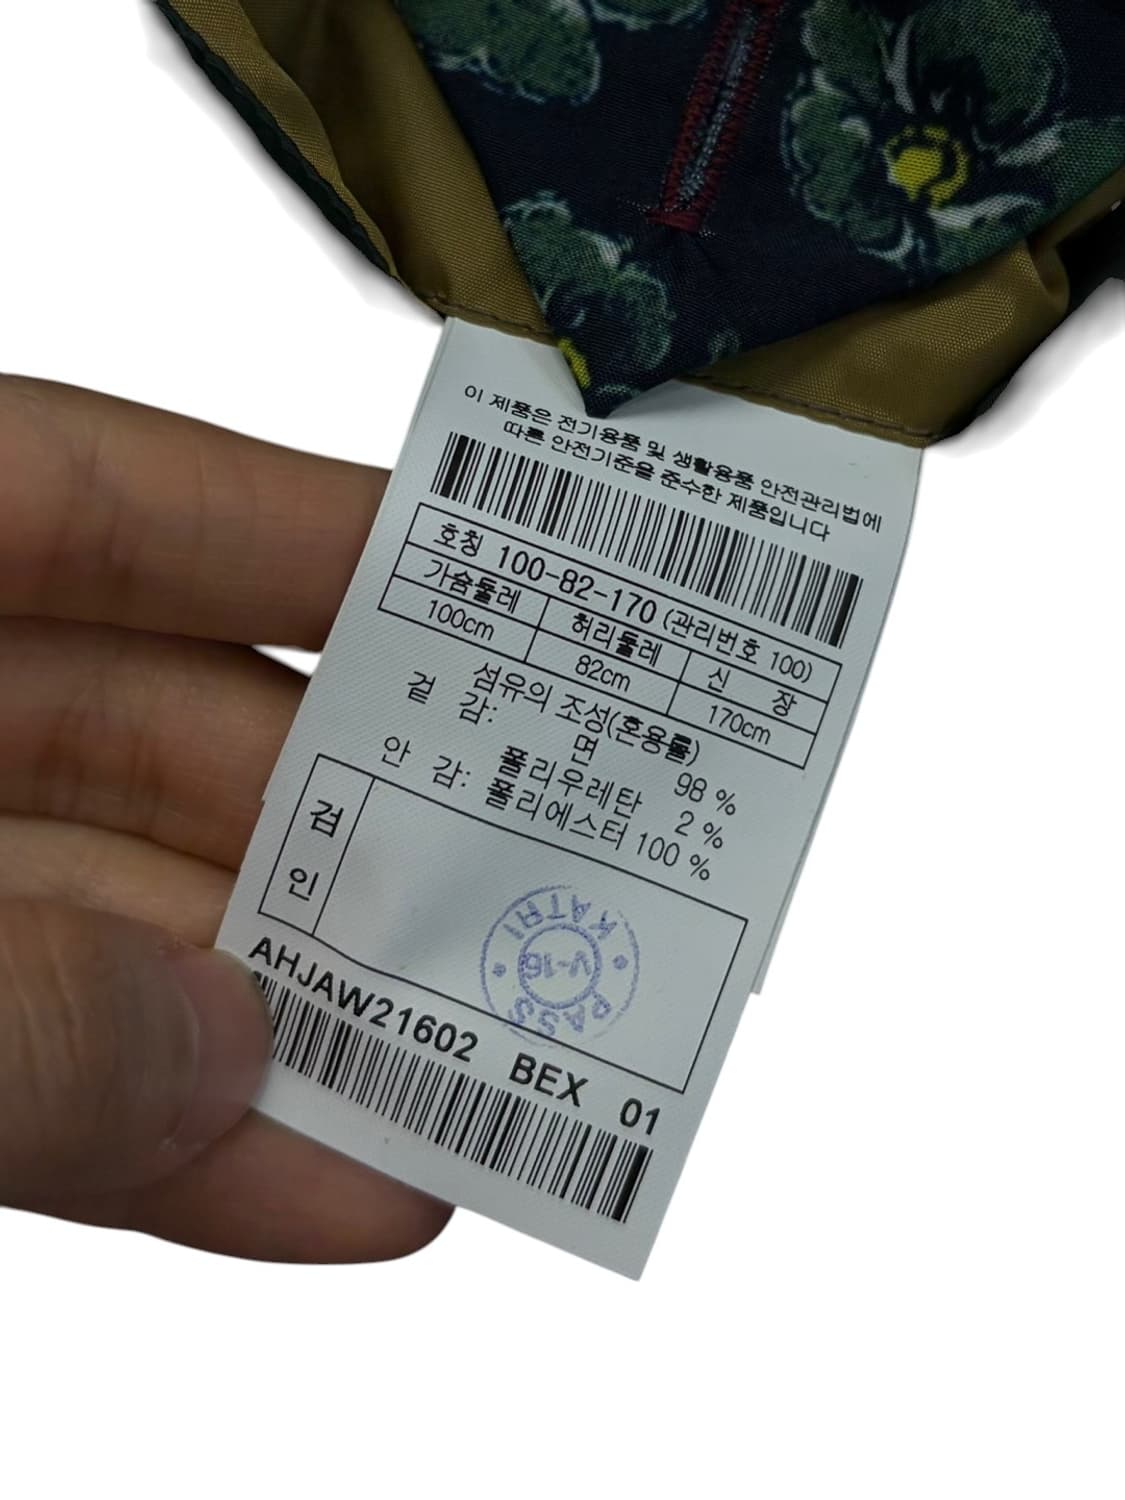 이 제품은 전기용품 및 생활용품 안전관리법에
따른 안전기준을 준수한 제품입니다
호칭 100-82-170 (관리번호 100)
가슴둘레 허리둘레 신 장
100cm 82cm 170cm
섬유의 조성(혼용률)
겉 감: 면 98 %
폴리우레탄 2 %
안 감: 폴리에스터 100 %
검
인
KATRI
V-16
PASS
AHJAW21602 BEX 01